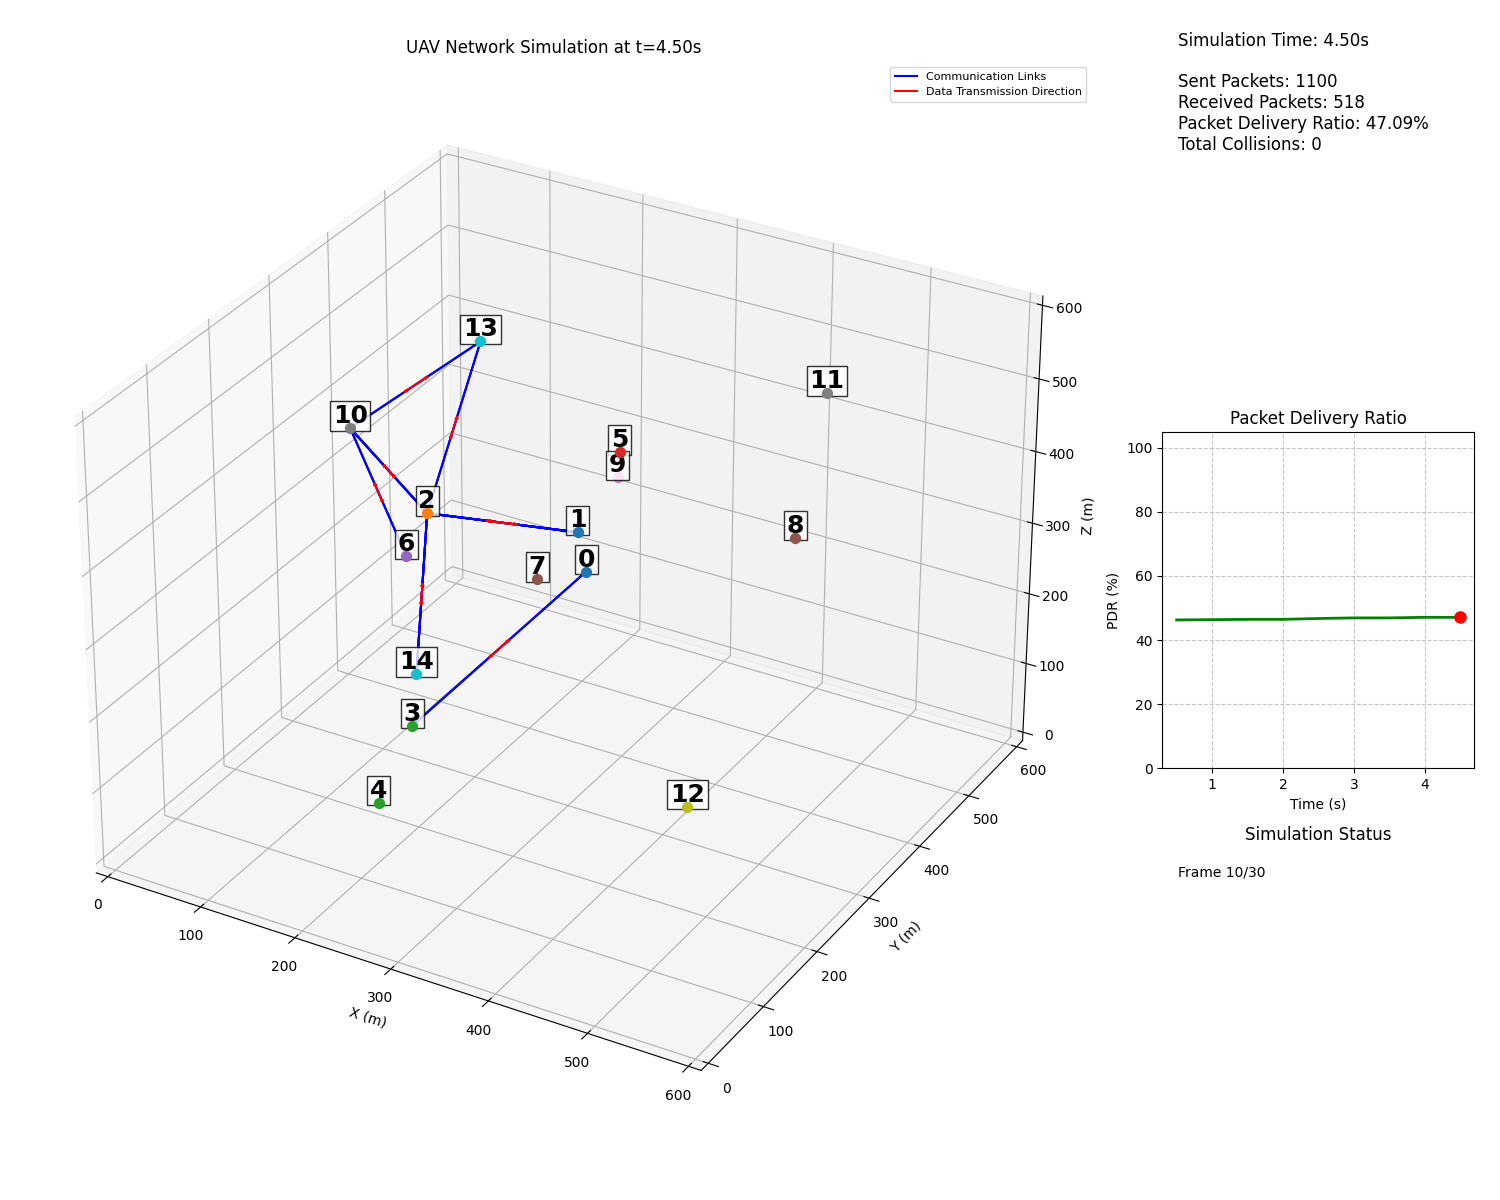 UAV Network Simulation at t=4.50s
Communication Links
Data Transmission Direction
13
11
10
5
9
2
1
8
6
0
7
14
3
4
12
600
500
400
300
200
100
0
Z (m)
600
500
400
300
200
100
0
Y (m)
0
100
200
300
400
500
600
X (m)
Simulation Time: 4.50s
Sent Packets: 1100
Received Packets: 518
Packet Delivery Ratio: 47.09%
Total Collisions: 0
Packet Delivery Ratio
100
80
60
40
20
0
PDR (%)
1 2 3 4
Time (s)
Simulation Status
Frame 10/30